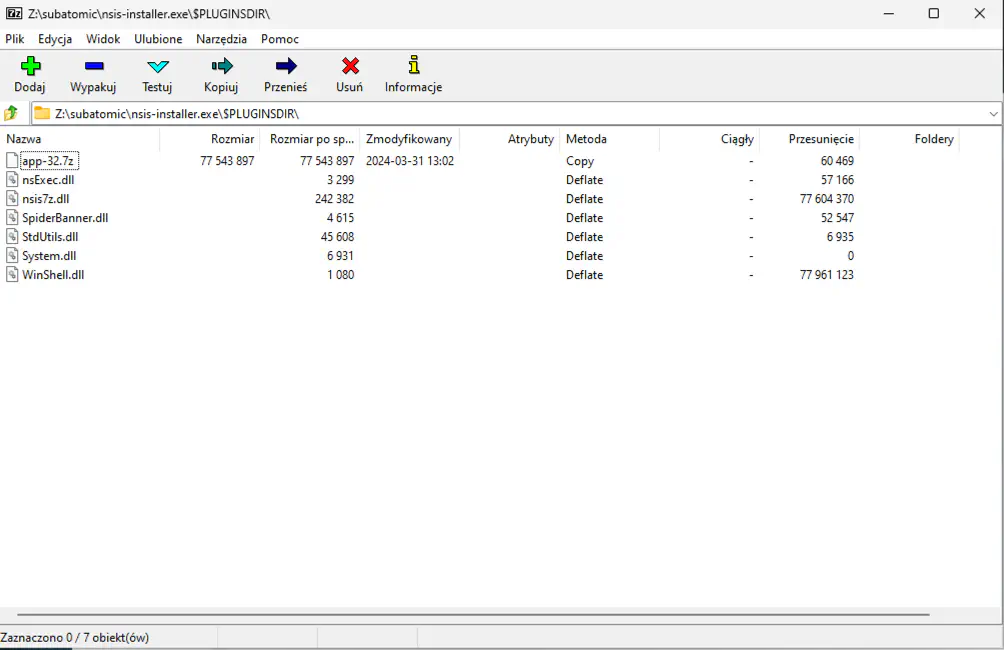 Z:\subatomic\nsis-installer.exe\$PLUGINSDIR\
Plik Edycja Widok Ulubione Narzędzia Pomoc
Dodaj Wypakuj Testuj Kopiuj Przenieś Usuń Informacje
Z:\subatomic\nsis-installer.exe\$PLUGINSDIR\
Nazwa Rozmiar Rozmiar po sp... Zmodyfikowany Atrybuty Metoda Ciągły Przesunięcie Foldery
app-32.7z 77 543 897 77 543 897 2024-03-31 13:02 Copy - 60 469
nsExec.dll 3 299 Deflate - 57 166
nsis7z.dll 242 382 Deflate - 77 604 370
SpiderBanner.dll 4 615 Deflate - 52 547
StdUtils.dll 45 608 Deflate - 6 935
System.dll 6 931 Deflate - 0
WinShell.dll 1 080 Deflate - 77 961 123
Zaznaczono 0 / 7 obiekt(ów)